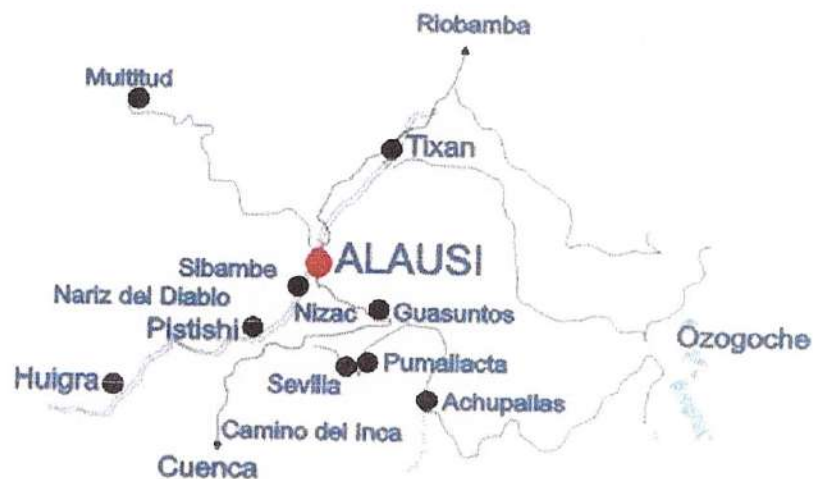 Riobamba
Multitud
Tixan
ALAUSI
Sibambe
Nariz del Diablo
Nizac
Guasuntos
Pistishi
Ozogoche
Huigra
Sevilla
Pumallacta
Achupallas
Camino del Inca
Cuenca